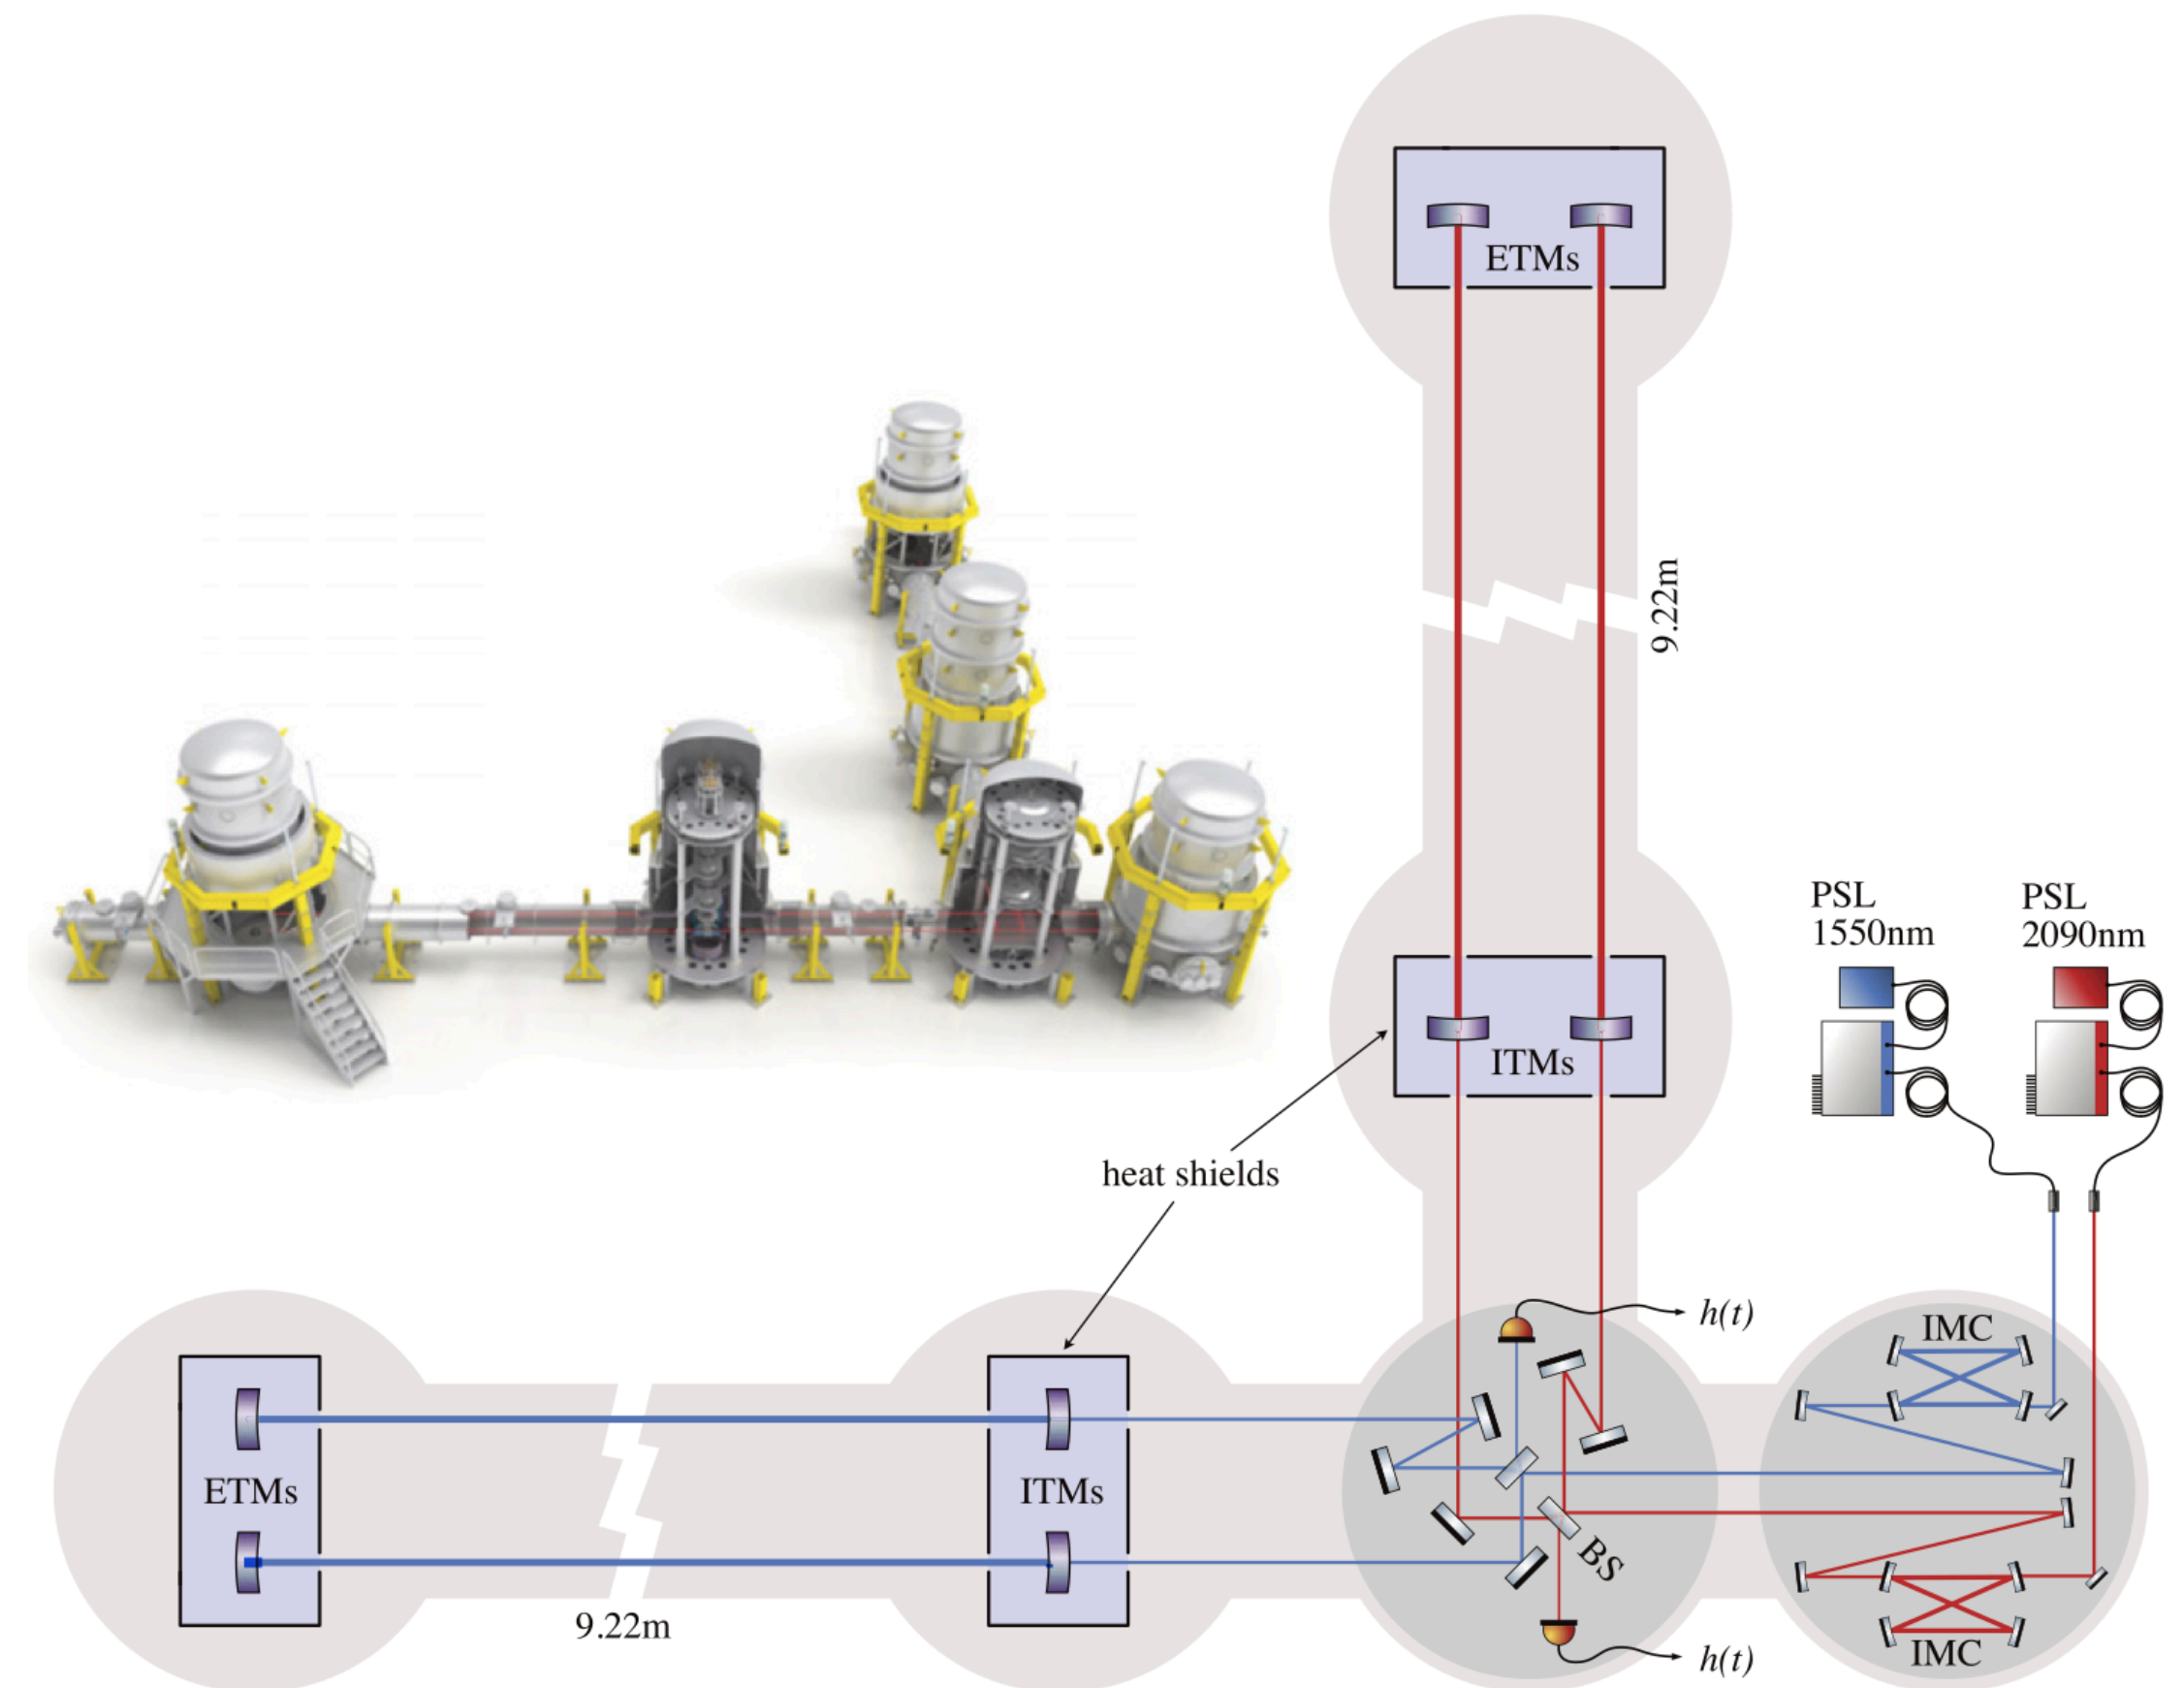 ETMs
9.22m
PSL
1550nm
PSL
2090nm
ITMs
heat shields
h(t)
IMC
ETMs
ITMs
BS
9.22m
h(t)
IMC